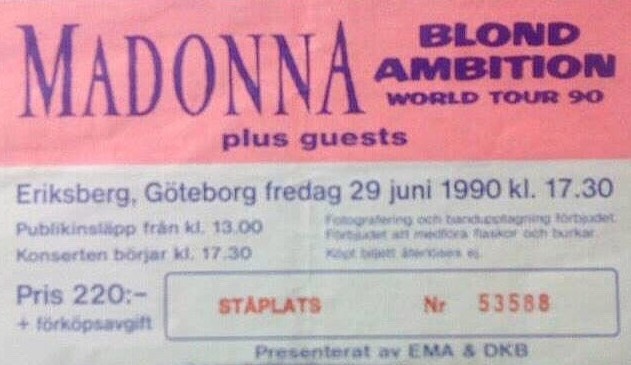 MADONNA
BLOND
AMBITION
WORLD TOUR 90
plus guests
Eriksberg, Göteborg fredag 29 juni 1990 kl. 17.30
Publikinsläpp från kl. 13.00
Konserten börjar kl. 17.30
Fotografering och bandupptagning förbjudet.
Förbjudet att medföra flaskor och burkar.
Köpt biljett återlöses ej.
Pris 220:-
+ förköpsavgift
STÅPLATS Nr 53588
Presenterat av EMA & DKB